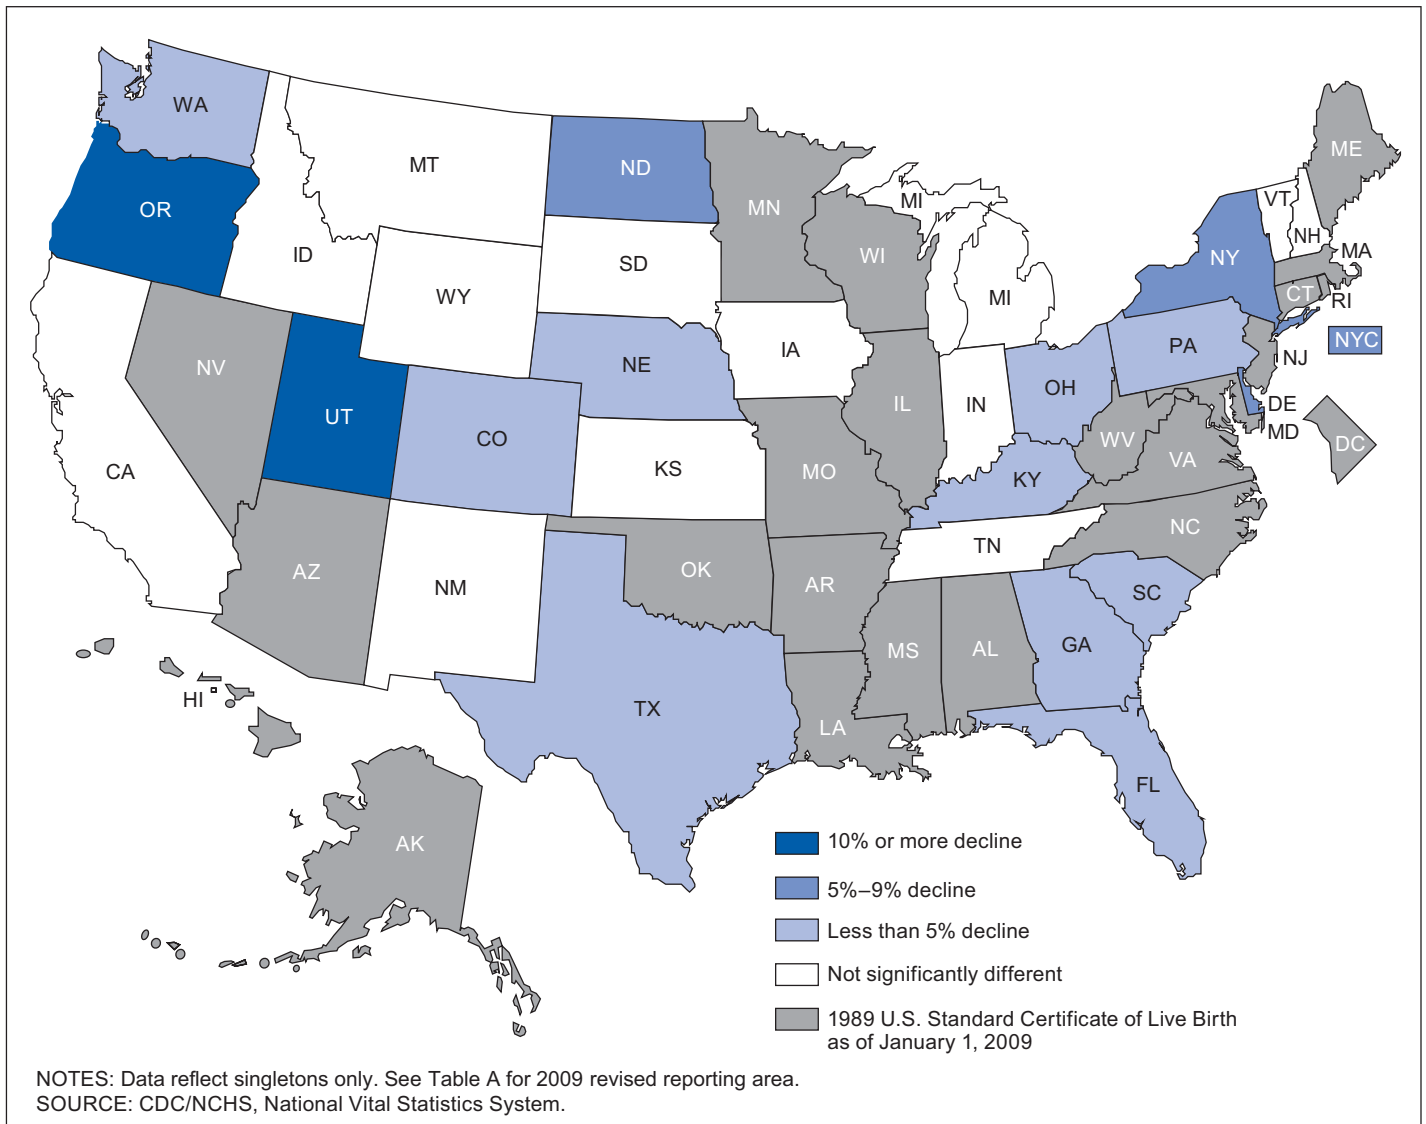 WA
MT
ND
MN
ME
OR
ID
SD
WI
MI
VT
NH
NY
MA
WY
MI
CT
RI
NV
NE
IA
PA
NYC
NJ
UT
CO
IL
IN
OH
DE
MD
DC
CA
KS
MO
KY
WV
VA
AZ
NM
OK
AR
TN
NC
SC
HI
TX
LA
MS
AL
GA
FL
AK
10% or more decline
5%–9% decline
Less than 5% decline
Not significantly different
1989 U.S. Standard Certificate of Live Birth
as of January 1, 2009
NOTES: Data reflect singletons only. See Table A for 2009 revised reporting area.
SOURCE: CDC/NCHS, National Vital Statistics System.